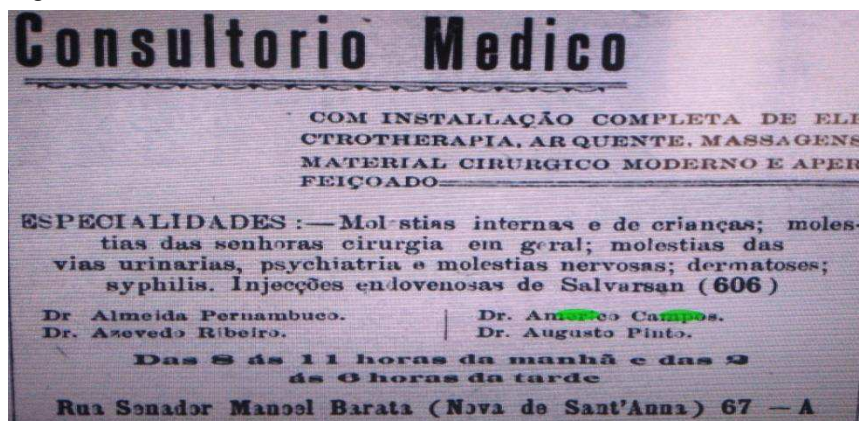 Consultorio Medico
COM INSTALLAÇÃO COMPLETA DE ELE
CTROTHERAPIA, AR QUENTE, MASSAGENS
MATERIAL CIRURGICO MODERNO E APER
FEIÇOADO
ESPECIALIDADES :—Mol stias internas e de crianças; moles-
tias das senhoras cirurgia em geral; molestias das
vias urinarias, psychiatria e molestias nervosas; dermatoses;
syphilis. Injecções endovenosas de Salvarsan (606)
Dr Almeida Pernambuco.
Dr. Azevedo Ribeiro.
Dr. Americo Campos.
Dr. Augusto Pinto.
Das 8 ás 11 horas da manhã e das 2
ás 6 horas da tarde
Rua Senador Manoel Barata (Nova de Sant'Anna) 67 — A